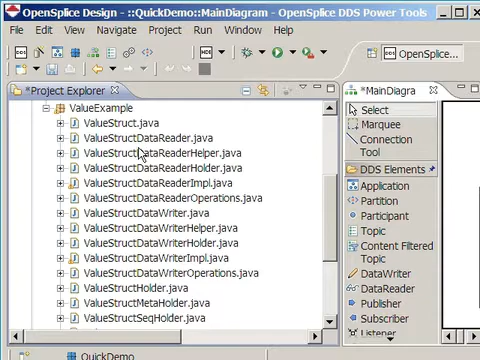 OpenSplice Design - ::QuickDemo::MainDiagram - OpenSplice DDS Power Tools
File Edit View Navigate Project Run Window Help
HDE
OpenSplice...
*Project Explorer
*MainDiagra
ValueExample
ValueStruct.java
ValueStructDataReader.java
ValueStructDataReaderHelper.java
ValueStructDataReaderHolder.java
ValueStructDataReaderImpl.java
ValueStructDataReaderOperations.java
ValueStructDataWriter.java
ValueStructDataWriterHelper.java
ValueStructDataWriterHolder.java
ValueStructDataWriterImpl.java
ValueStructDataWriterOperations.java
ValueStructHolder.java
ValueStructMetaHolder.java
ValueStructSeqHolder.java
Select
Marquee
Connection
Tool
DDS Elements
Application
Partition
Participant
Topic
Content Filtered
Topic
DataWriter
DataReader
Publisher
Subscriber
Listener
QuickDemo